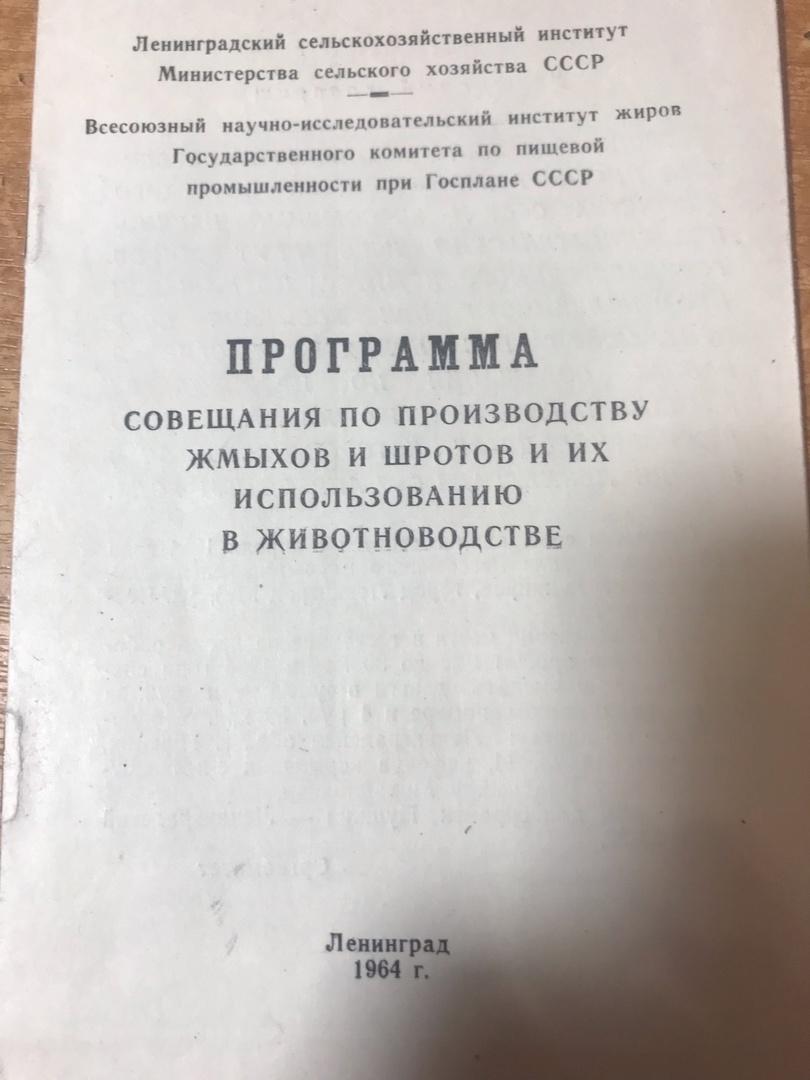 Ленинградский сельскохозяйственный институт
Министерства сельского хозяйства СССР
Всесоюзный научно-исследовательский институт жиров
Государственного комитета по пищевой
промышленности при Госплане СССР
ПРОГРАММА
СОВЕЩАНИЯ ПО ПРОИЗВОДСТВУ
ЖМЫХОВ И ШРОТОВ И ИХ
ИСПОЛЬЗОВАНИЮ
В ЖИВОТНОВОДСТВЕ
Ленинград
1964 г.